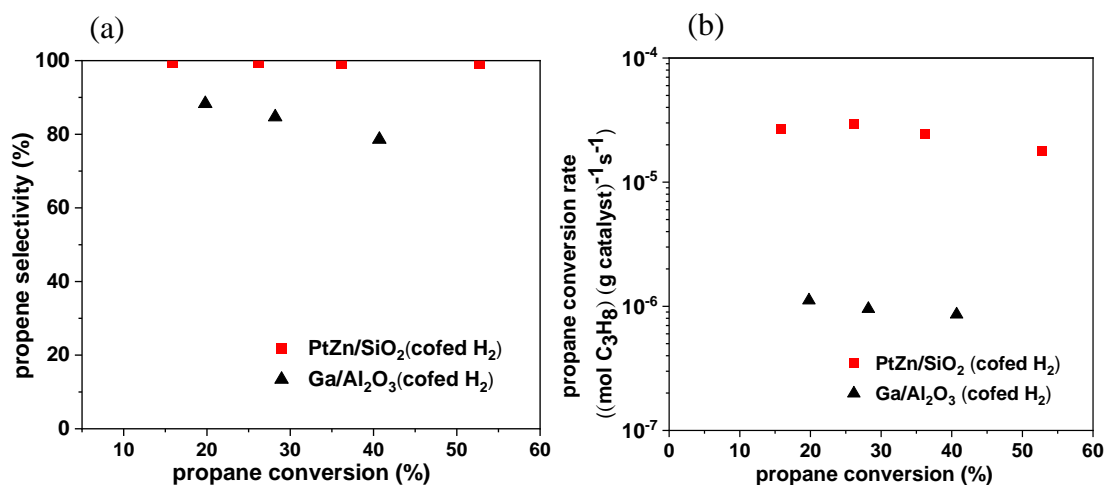 (a)
100
80
60
40
20
0
10
20
30
40
50
60
propene selectivity (%)
propane conversion (%)
PtZn/SiO₂(cofed H₂)
Ga/Al₂O₃(cofed H₂)
(b)
10⁻⁴
10⁻⁵
10⁻⁶
10⁻⁷
0
10
20
30
40
50
60
propane conversion rate
((mol C₃H₈) (g catalyst)⁻¹s⁻¹)
propane conversion (%)
PtZn/SiO₂ (cofed H₂)
Ga/Al₂O₃ (cofed H₂)